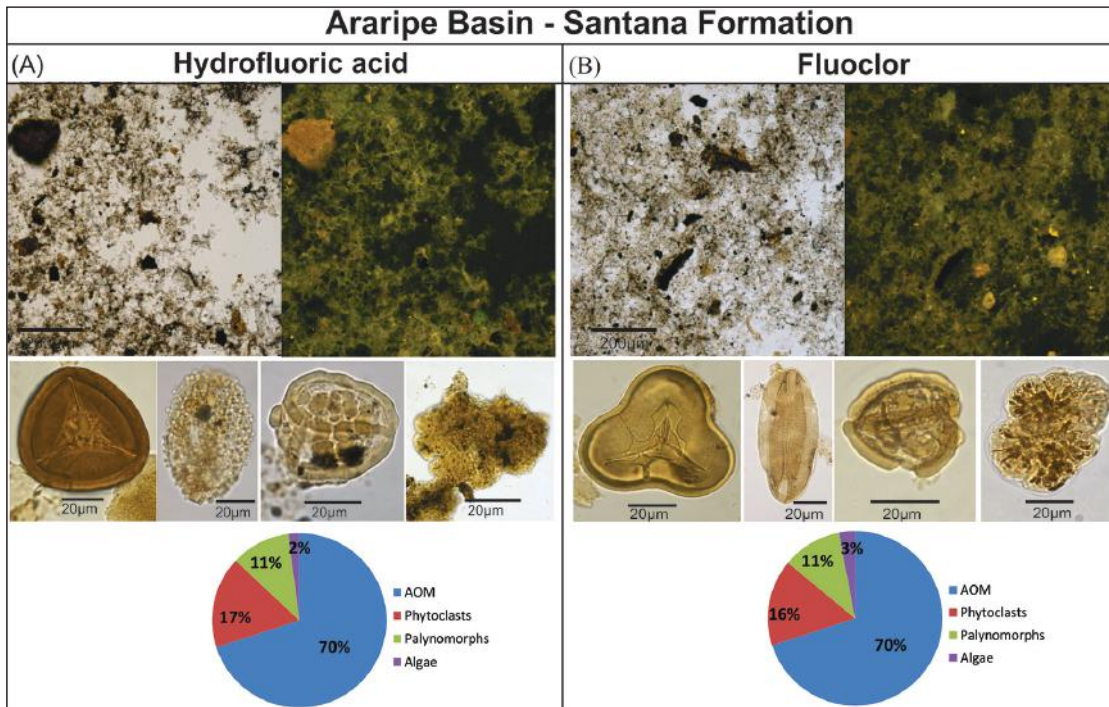 Araripe Basin - Santana Formation
(A)
Hydrofluoric acid
200µm
20µm
20µm
20µm
20µm
2%
11%
17%
70%
AOM
Phytoclasts
Palynomorphs
Algae
(B)
Fluoclor
200µm
20µm
20µm
20µm
20µm
3%
11%
16%
70%
AOM
Phytoclasts
Palynomorphs
Algae